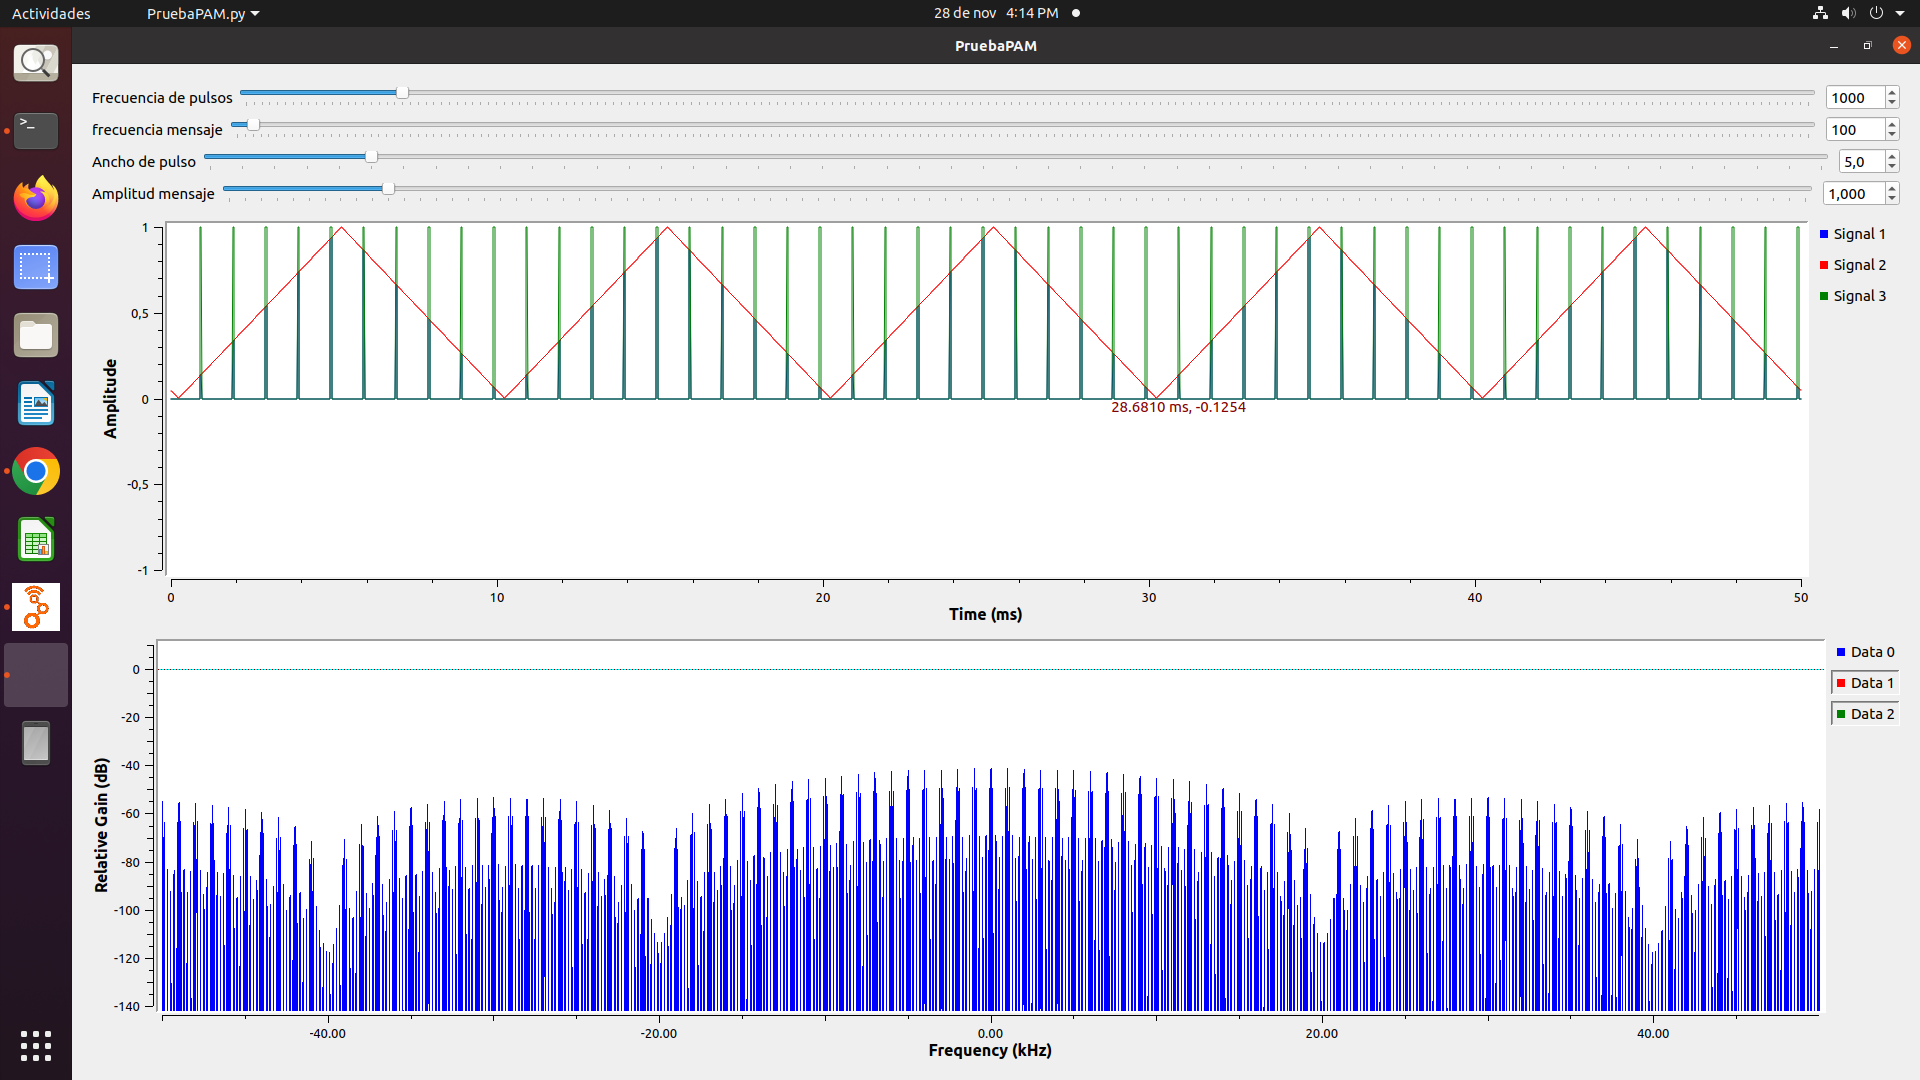 Actividades PruebaPAM.py 28 de nov 4:14 PM
PruebaPAM
Frecuencia de pulsos 1000
frecuencia mensaje 100
Ancho de pulso 5,0
Amplitud mensaje 1,000
1
0,5
0
-0,5
-1
Amplitude
28.6810 ms, -0.1254
Signal 1
Signal 2
Signal 3
0 10 20 30 40 50
Time (ms)
0
-20
-40
-60
-80
-100
-120
-140
Relative Gain (dB)
Data 0
Data 1
Data 2
-40.00 -20.00 0.00 20.00 40.00
Frequency (kHz)